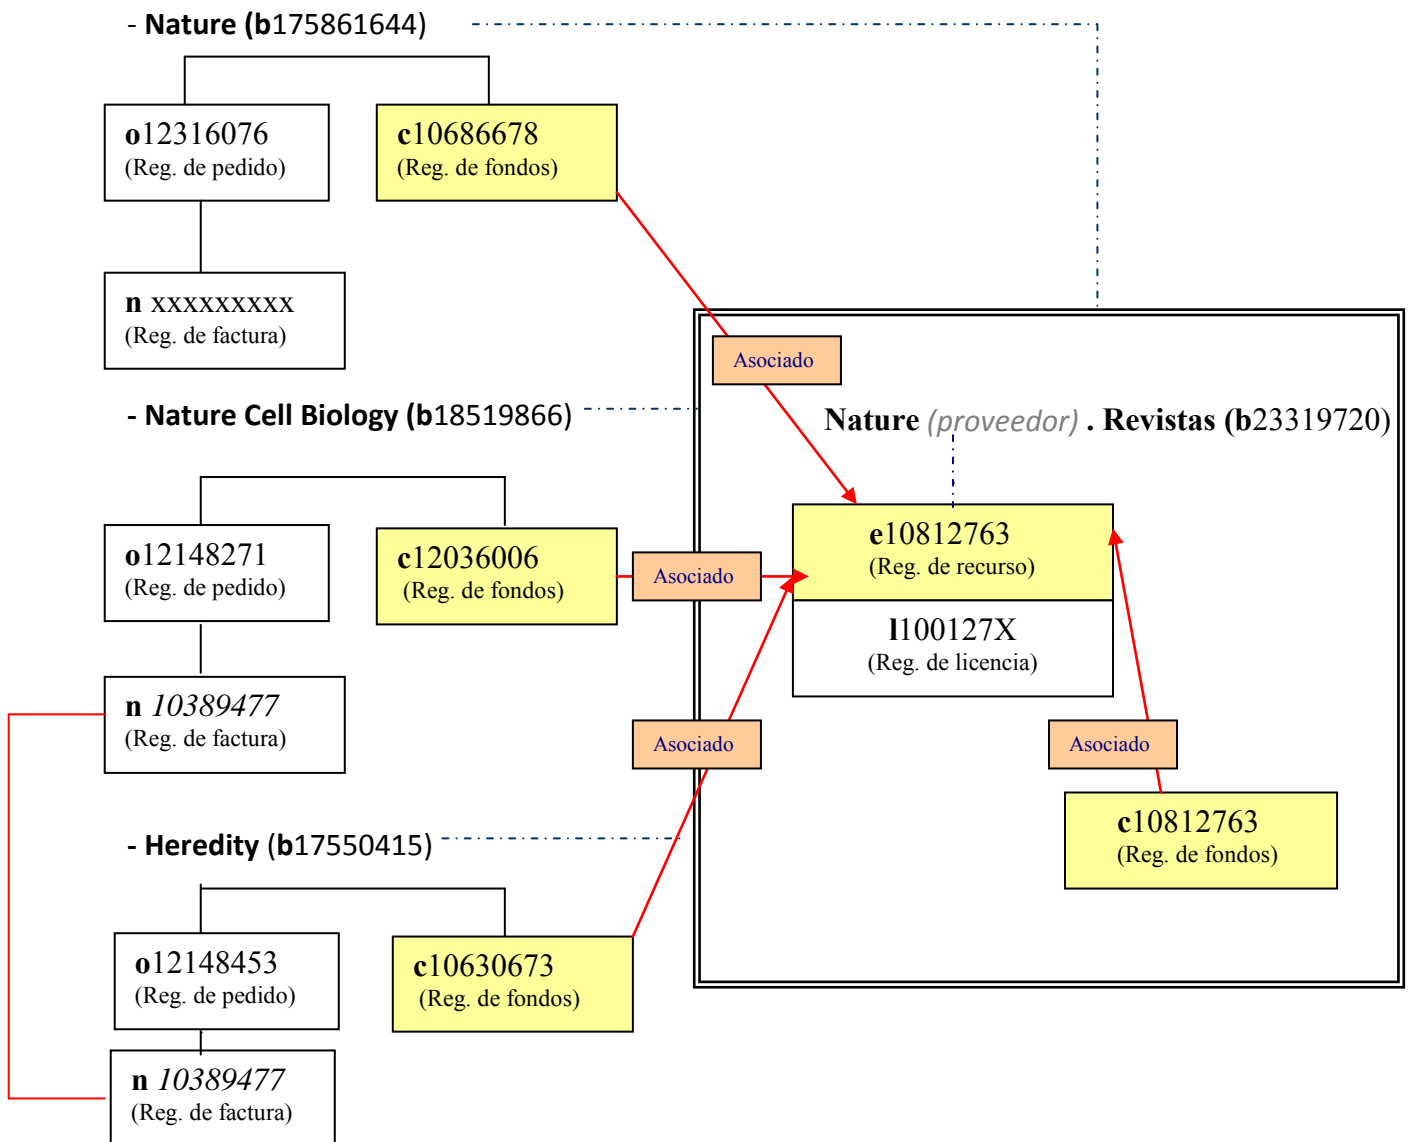 - Nature (b175861644)
o12316076
(Reg. de pedido)
c10686678
(Reg. de fondos)
n xxxxxxxxx
(Reg. de factura)
Asociado
- Nature Cell Biology (b18519866)
Nature (proveedor) . Revistas (b23319720)
o12148271
(Reg. de pedido)
c12036006
(Reg. de fondos)
Asociado
e10812763
(Reg. de recurso)
l100127X
(Reg. de licencia)
n 10389477
(Reg. de factura)
Asociado
Asociado
c10812763
(Reg. de fondos)
- Heredity (b17550415)
o12148453
(Reg. de pedido)
c10630673
(Reg. de fondos)
n 10389477
(Reg. de factura)